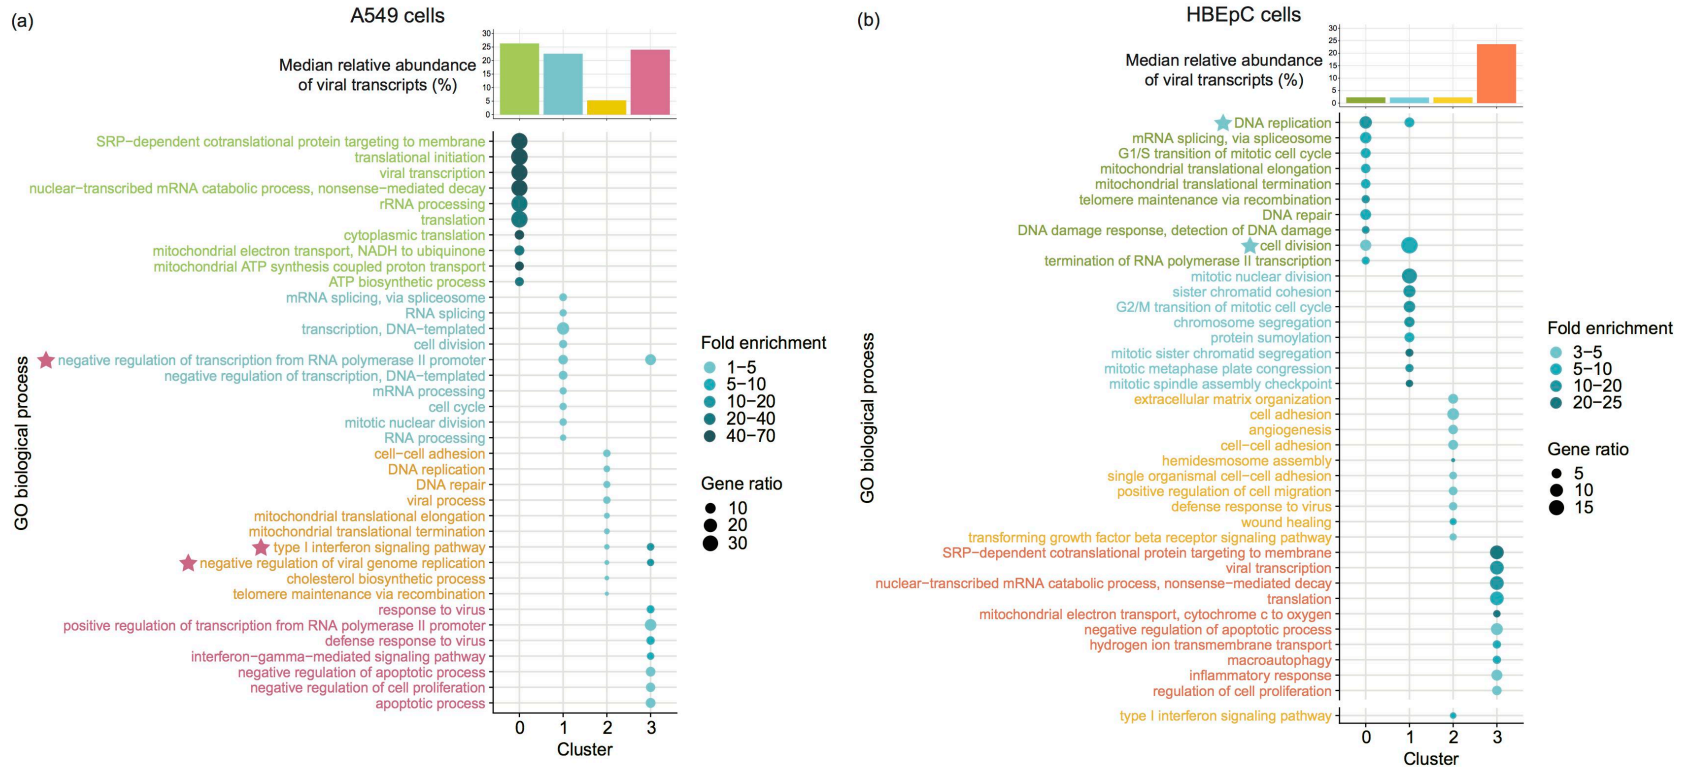 (a)
A549 cells
Median relative abundance
of viral transcripts (%)
30
25
20
15
10
5
0
SRP−dependent cotranslational protein targeting to membrane
translational initiation
viral transcription
nuclear−transcribed mRNA catabolic process, nonsense−mediated decay
rRNA processing
translation
cytoplasmic translation
mitochondrial electron transport, NADH to ubiquinone
mitochondrial ATP synthesis coupled proton transport
ATP biosynthetic process
mRNA splicing, via spliceosome
RNA splicing
transcription, DNA−templated
cell division
negative regulation of transcription from RNA polymerase II promoter
negative regulation of transcription, DNA−templated
mRNA processing
cell cycle
mitotic nuclear division
RNA processing
cell−cell adhesion
DNA replication
DNA repair
viral process
mitochondrial translational elongation
mitochondrial translational termination
type I interferon signaling pathway
negative regulation of viral genome replication
cholesterol biosynthetic process
telomere maintenance via recombination
response to virus
positive regulation of transcription from RNA polymerase II promoter
defense response to virus
interferon−gamma−mediated signaling pathway
negative regulation of apoptotic process
negative regulation of cell proliferation
apoptotic process
GO biological process
0 1 2 3
Cluster
Fold enrichment
1−5
5−10
10−20
20−40
40−70
Gene ratio
10
20
30
(b)
HBEpC cells
Median relative abundance
of viral transcripts (%)
30
25
20
15
10
5
0
DNA replication
mRNA splicing, via spliceosome
G1/S transition of mitotic cell cycle
mitochondrial translational elongation
mitochondrial translational termination
telomere maintenance via recombination
DNA repair
DNA damage response, detection of DNA damage
cell division
termination of RNA polymerase II transcription
mitotic nuclear division
sister chromatid cohesion
G2/M transition of mitotic cell cycle
chromosome segregation
protein sumoylation
mitotic sister chromatid segregation
mitotic metaphase plate congression
mitotic spindle assembly checkpoint
extracellular matrix organization
cell adhesion
angiogenesis
cell−cell adhesion
hemidesmosome assembly
single organismal cell−cell adhesion
positive regulation of cell migration
defense response to virus
wound healing
transforming growth factor beta receptor signaling pathway
SRP−dependent cotranslational protein targeting to membrane
viral transcription
nuclear−transcribed mRNA catabolic process, nonsense−mediated decay
translation
mitochondrial electron transport, cytochrome c to oxygen
negative regulation of apoptotic process
hydrogen ion transmembrane transport
macroautophagy
inflammatory response
regulation of cell proliferation
type I interferon signaling pathway
GO biological process
0 1 2 3
Cluster
Fold enrichment
3−5
5−10
10−20
20−25
Gene ratio
5
10
15